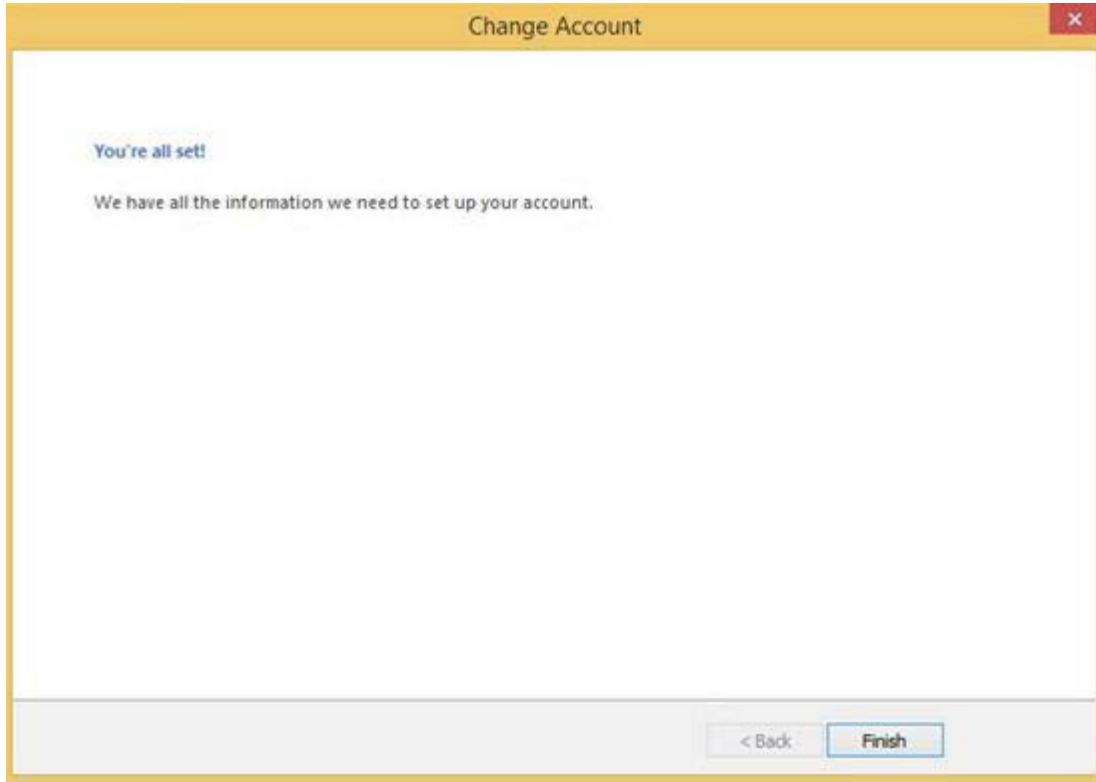 Change Account
You're all set!
We have all the information we need to set up your account.
< Back
Finish